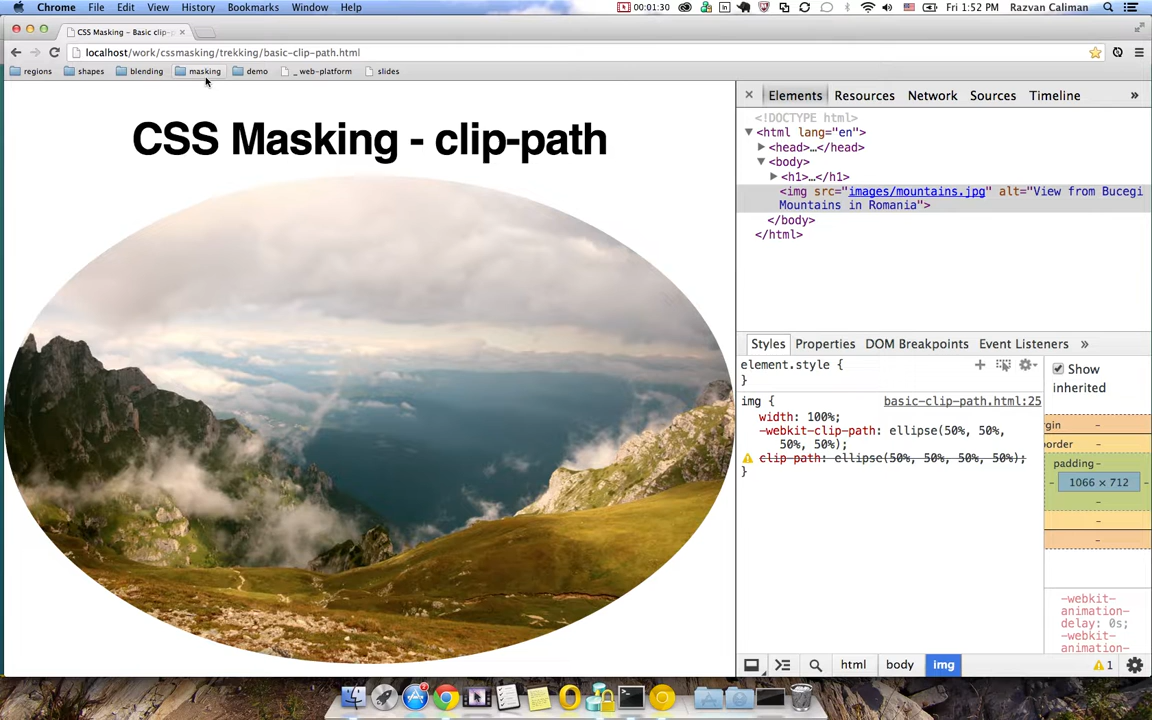 Chrome File Edit View History Bookmarks Window Help 00:01:30 Fri 1:52 PM Razvan Caliman
CSS Masking - Basic clip-p
localhost/work/cssmasking/trekking/basic-clip-path.html
regions shapes blending masking demo _ web-platform slides
CSS Masking - clip-path
Elements Resources Network Sources Timeline »
<!DOCTYPE html>
<html lang="en">
<head>…</head>
<body>
<h1>…</h1>
<img src="images/mountains.jpg" alt="View from Bucegi
Mountains in Romania">
</body>
</html>
Styles Properties DOM Breakpoints Event Listeners »
element.style {
}
Show
inherited
img { basic-clip-path.html:25
width: 100%;
-webkit-clip-path: ellipse(50%, 50%,
50%, 50%);
clip-path: ellipse(50%, 50%, 50%, 50%);
}
rgin –
order –
padding –
– 1066 × 712 –
–
–
–
-webkit-
animation-
delay: 0s;
-webkit-
animation-
html body img 1